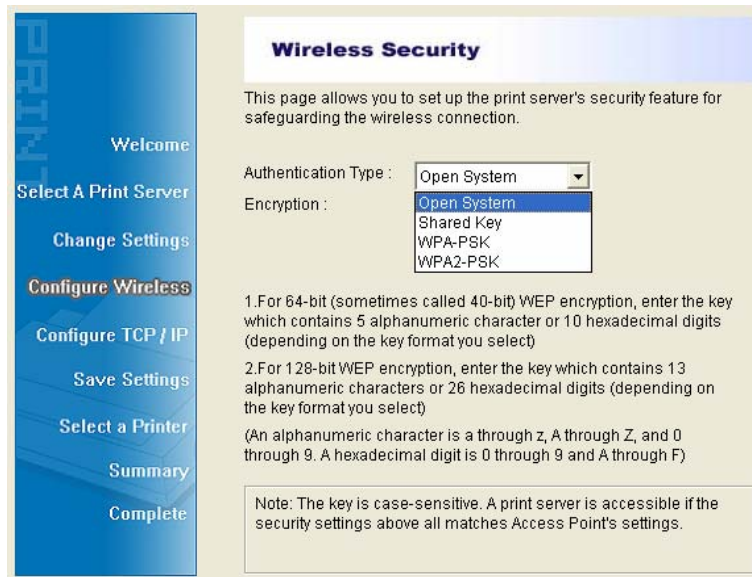 PRINT
Welcome
Select A Print Server
Change Settings
Configure Wireless
Configure TCP / IP
Save Settings
Select a Printer
Summary
Complete
Wireless Security
This page allows you to set up the print server's security feature for
safeguarding the wireless connection.
Authentication Type : Open System
Encryption :
Open System
Shared Key
WPA-PSK
WPA2-PSK
1.For 64-bit (sometimes called 40-bit) WEP encryption, enter the key
which contains 5 alphanumeric character or 10 hexadecimal digits
(depending on the key format you select)
2.For 128-bit WEP encryption, enter the key which contains 13
alphanumeric characters or 26 hexadecimal digits (depending on
the key format you select)
(An alphanumeric character is a through z, A through Z, and 0
through 9. A hexadecimal digit is 0 through 9 and A through F)
Note: The key is case-sensitive. A print server is accessible if the
security settings above all matches Access Point's settings.